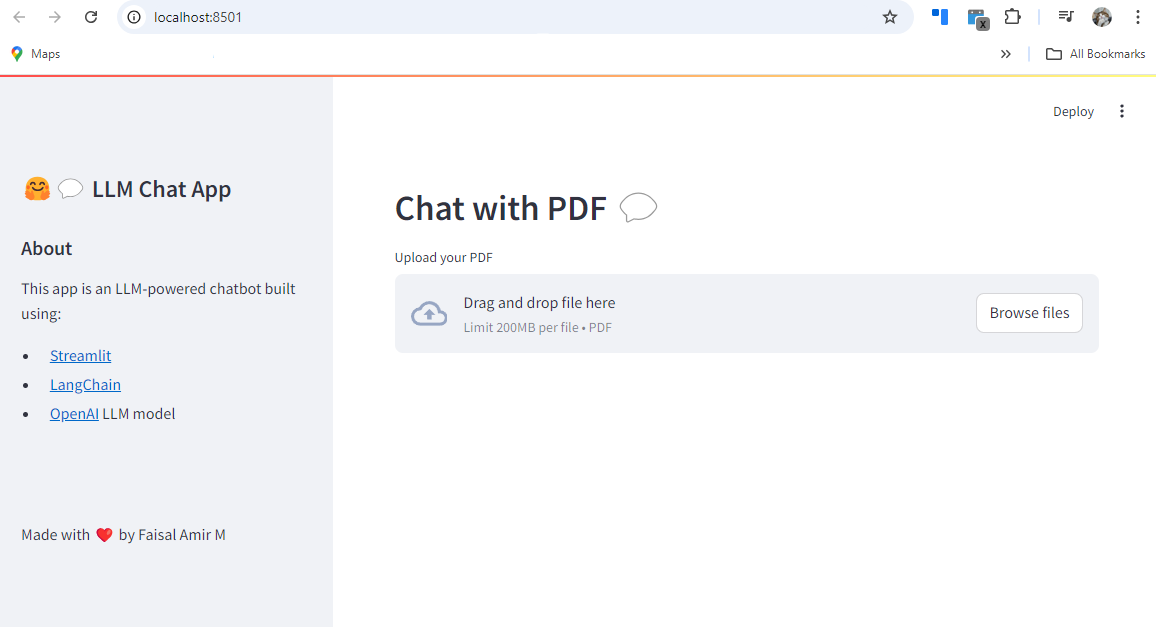 localhost:8501
x
Maps
All Bookmarks
Deploy
🤗💬 LLM Chat App
About
This app is an LLM-powered chatbot built
using:
• Streamlit
• LangChain
• OpenAI LLM model
Made with ❤️ by Faisal Amir M
Chat with PDF 💬
Upload your PDF
Drag and drop file here
Limit 200MB per file • PDF
Browse files